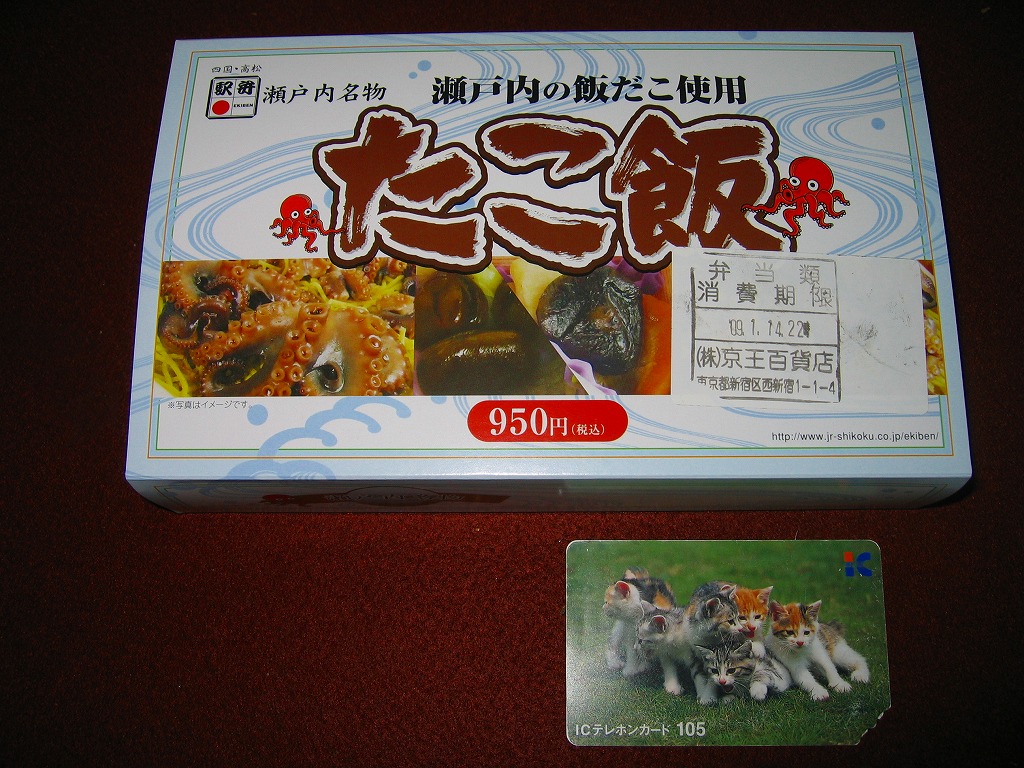 四国・高松
駅弁
EKIBEN
瀬戸内名物
瀬戸内の飯だこ使用
たこ飯
弁当類
消費期限
'09.1.14.22時
(株)京王百貨店
東京都新宿区西新宿1-1-4
※写真はイメージです。
950円(税込)
http://www.jr-shikoku.co.jp/ekiben/
IC
ICテレホンカード 105